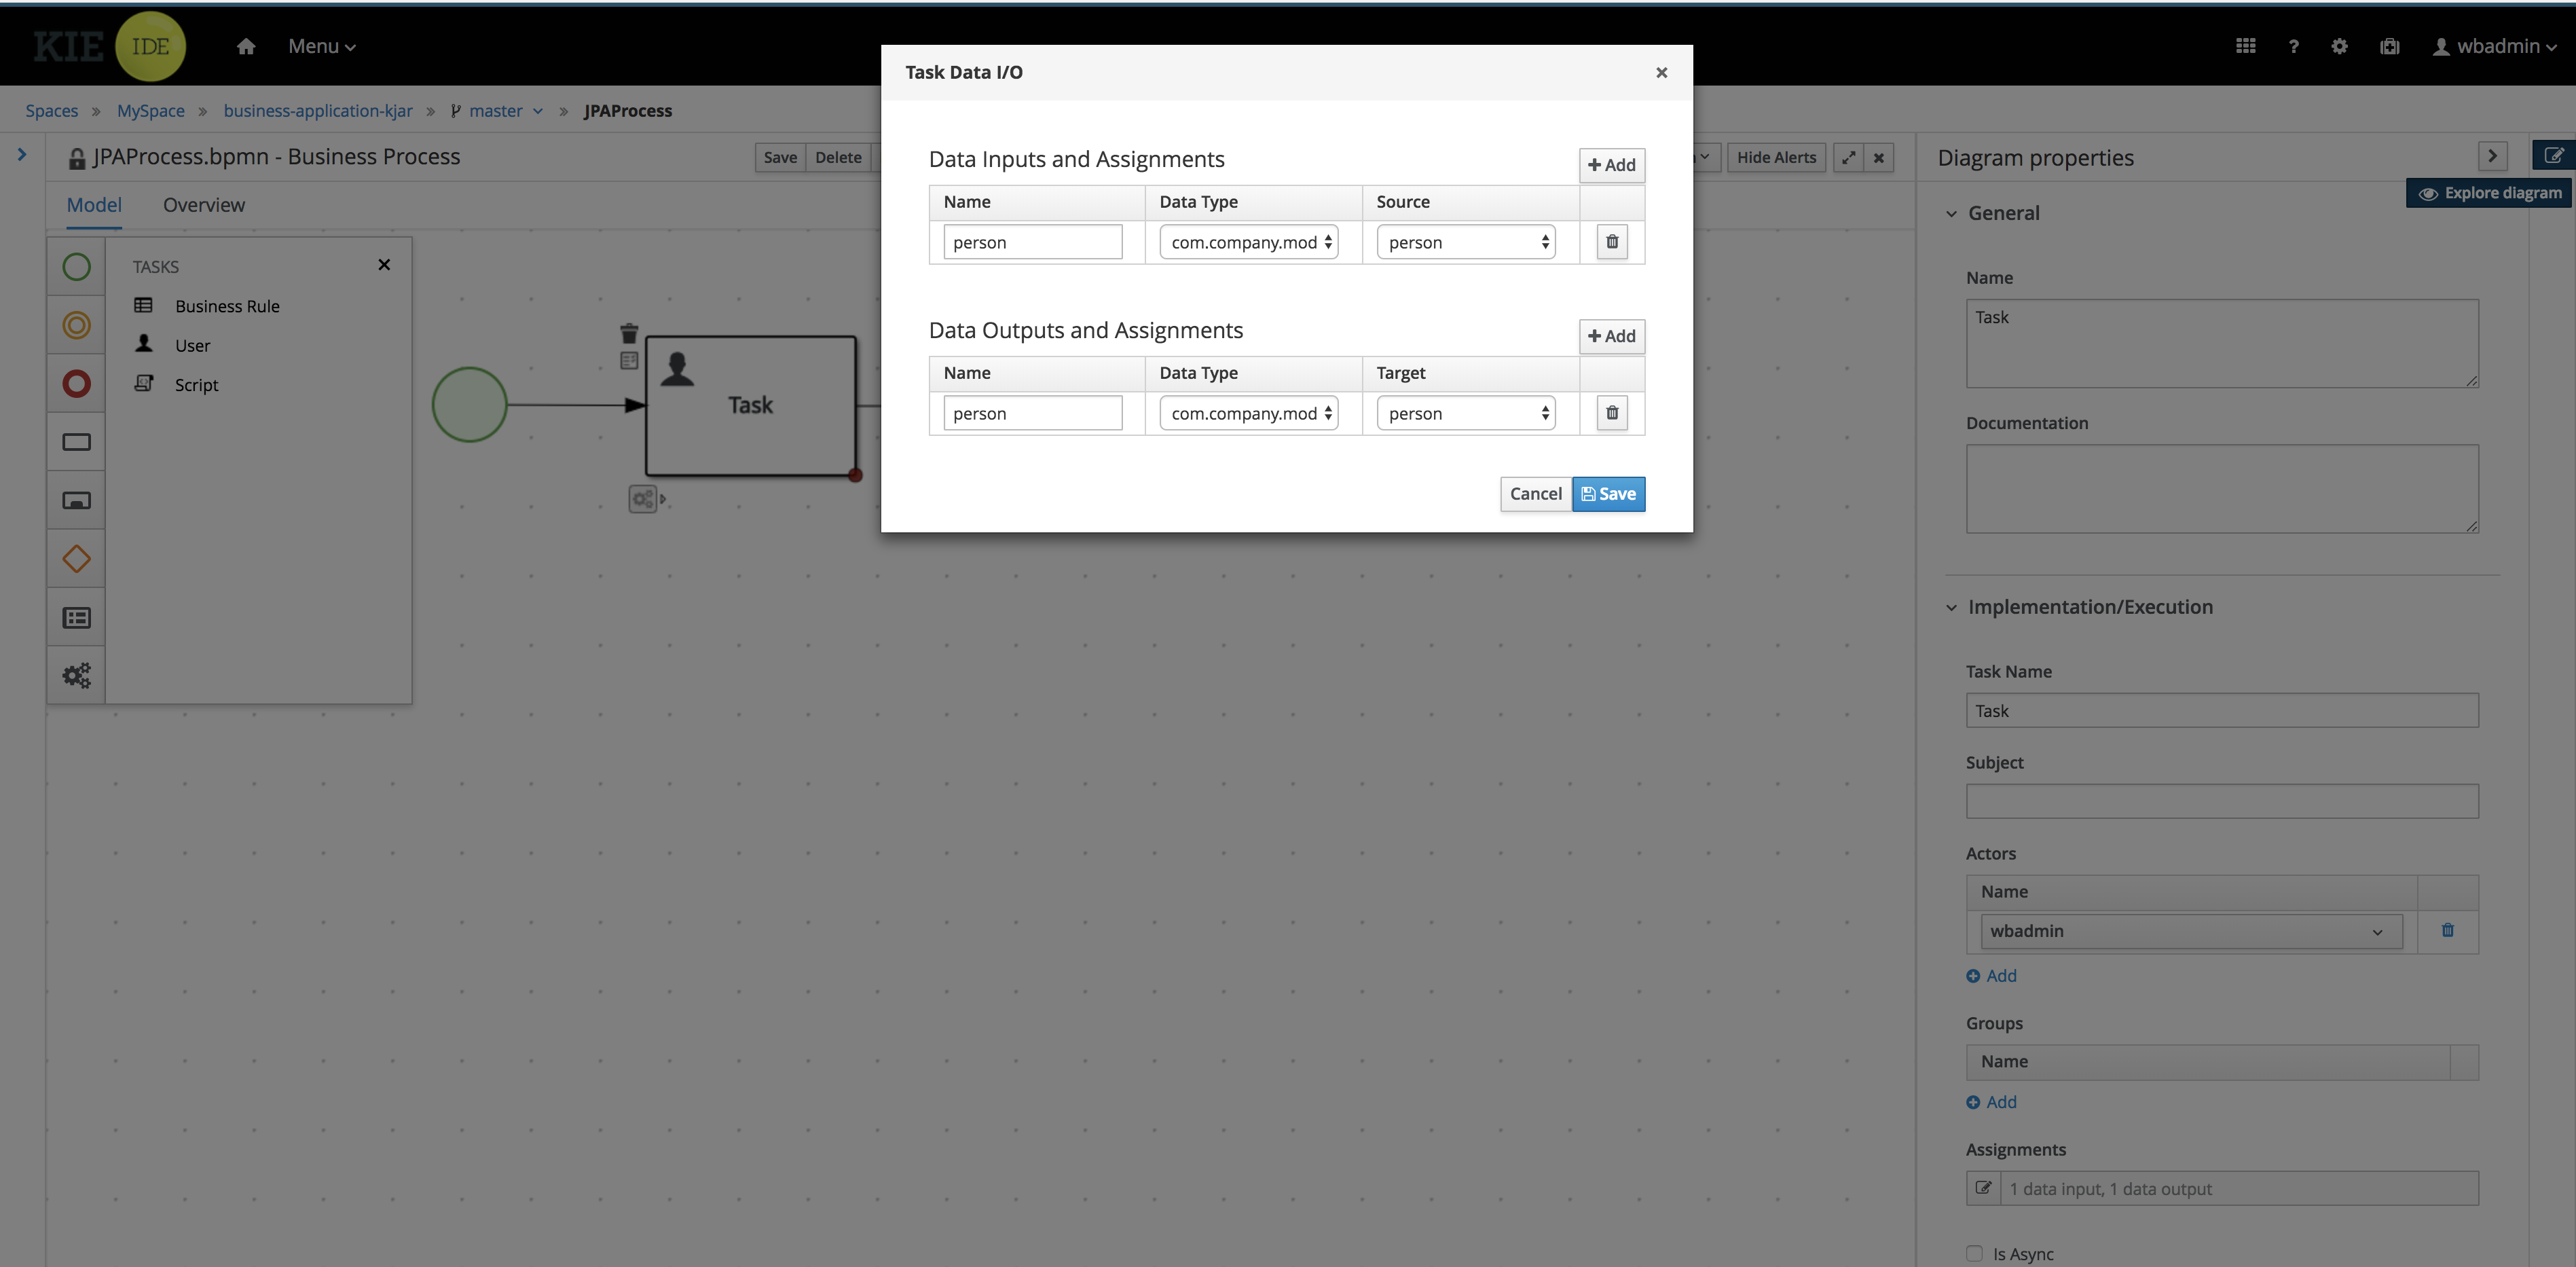 KIE IDE Menu wbadmin
Task Data I/O
Spaces » MySpace » business-application-kjar » master » JPAProcess
JPAProcess.bpmn - Business Process
Save Delete
Hide Alerts
Model Overview
TASKS
Business Rule
User
Script
Task
Data Inputs and Assignments
+ Add
Name Data Type Source
person com.company.mod person
Data Outputs and Assignments
+ Add
Name Data Type Target
person com.company.mod person
Cancel Save
Diagram properties
Explore diagram
General
Name
Task
Documentation
Implementation/Execution
Task Name
Task
Subject
Actors
Name
wbadmin
Add
Groups
Name
Add
Assignments
1 data input, 1 data output
Is Async